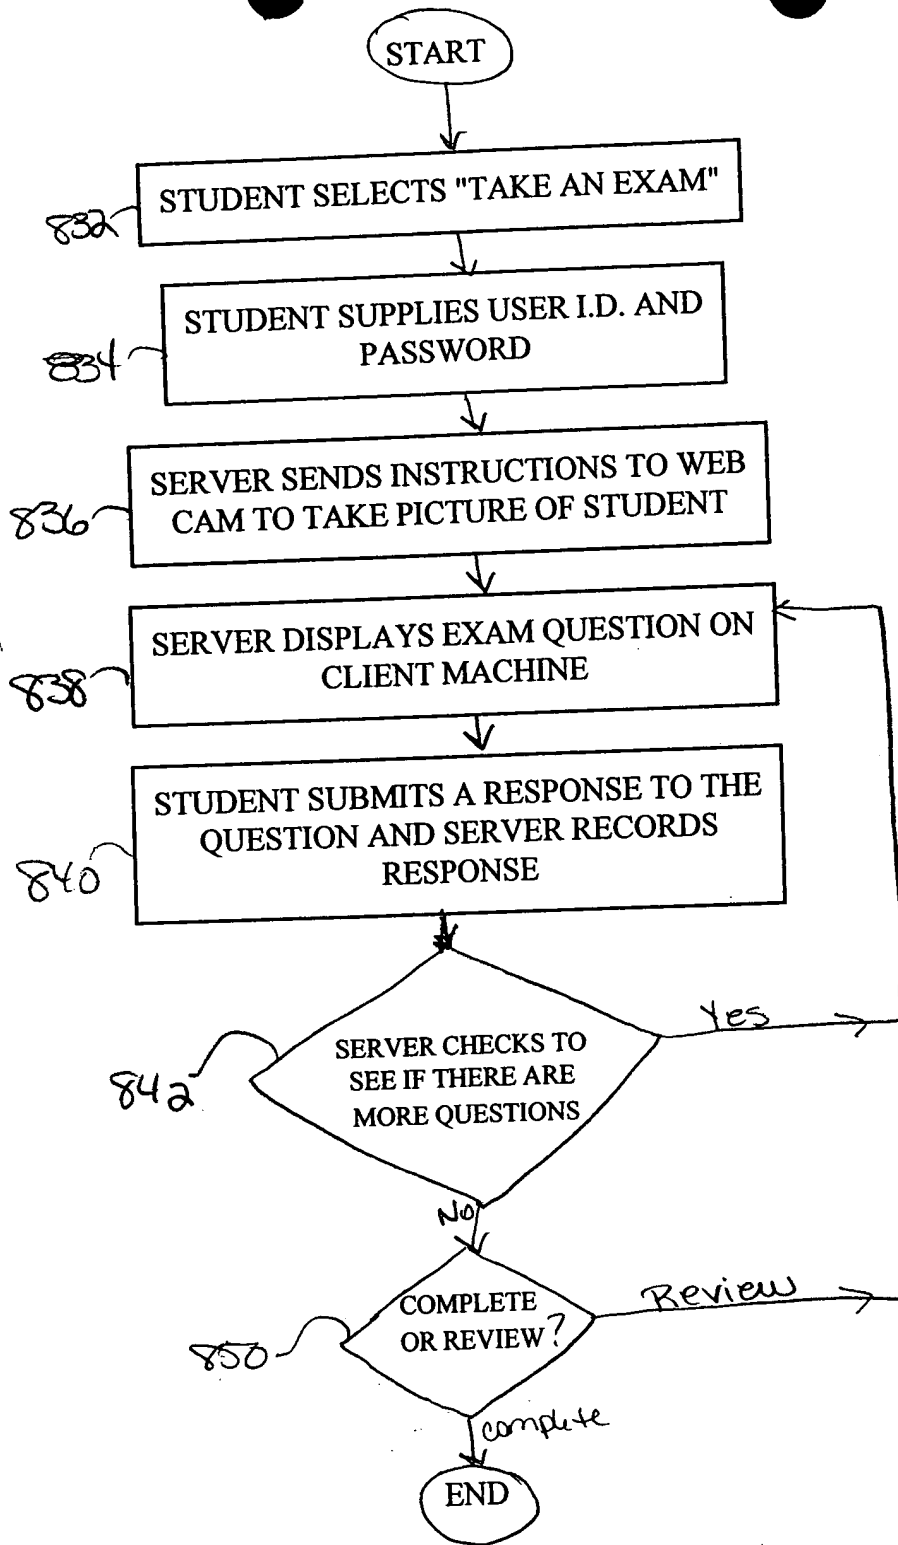 START
832
STUDENT SELECTS "TAKE AN EXAM"
834
STUDENT SUPPLIES USER I.D. AND
PASSWORD
836
SERVER SENDS INSTRUCTIONS TO WEB
CAM TO TAKE PICTURE OF STUDENT
838
SERVER DISPLAYS EXAM QUESTION ON
CLIENT MACHINE
840
STUDENT SUBMITS A RESPONSE TO THE
QUESTION AND SERVER RECORDS
RESPONSE
842
SERVER CHECKS TO
SEE IF THERE ARE
MORE QUESTIONS
Yes
No
850
COMPLETE
OR REVIEW?
Review
complete
END